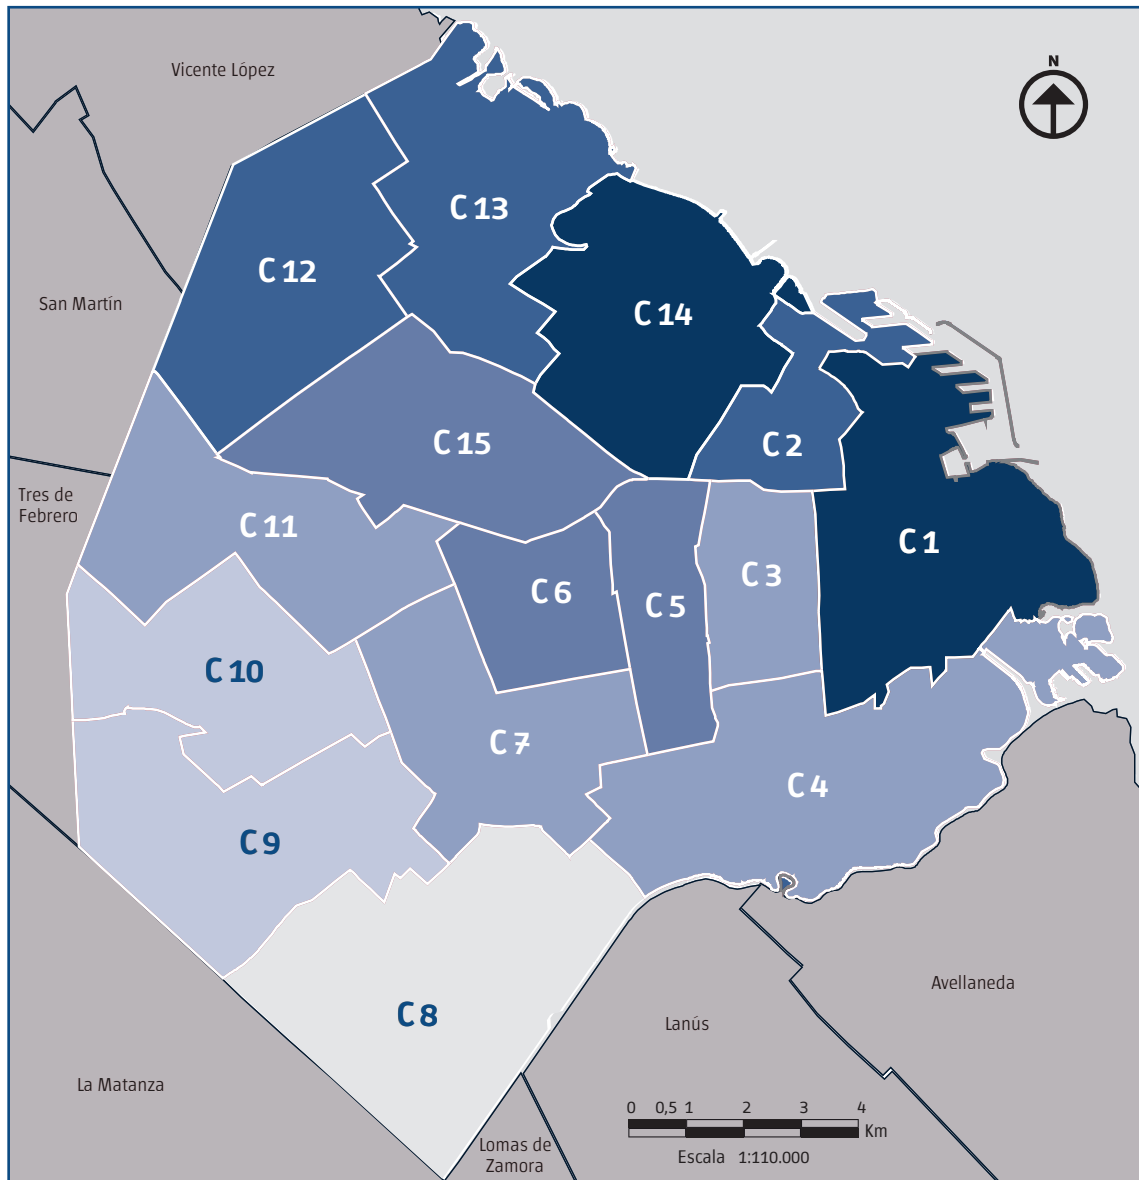 Vicente López
N
C 13
C 12
San Martín
C 14
C 15
C 2
Tres de
Febrero
C 11
C 1
C 3
C 6
C 5
C 10
C 7
C 4
C 9
Avellaneda
C 8
Lanús
La Matanza
0 0,5 1 2 3 4
Km
Lomas de
Zamora
Escala 1:110.000